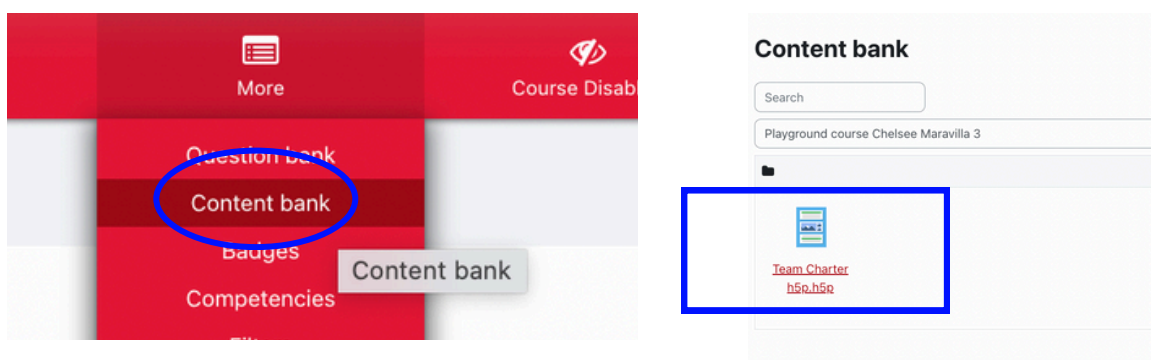 More
Course Disabl
Question bank
Content bank
Badges
Content bank
Competencies
Content bank
Search
Playground course Chelsee Maravilla 3
Team Charter
h5p.h5p